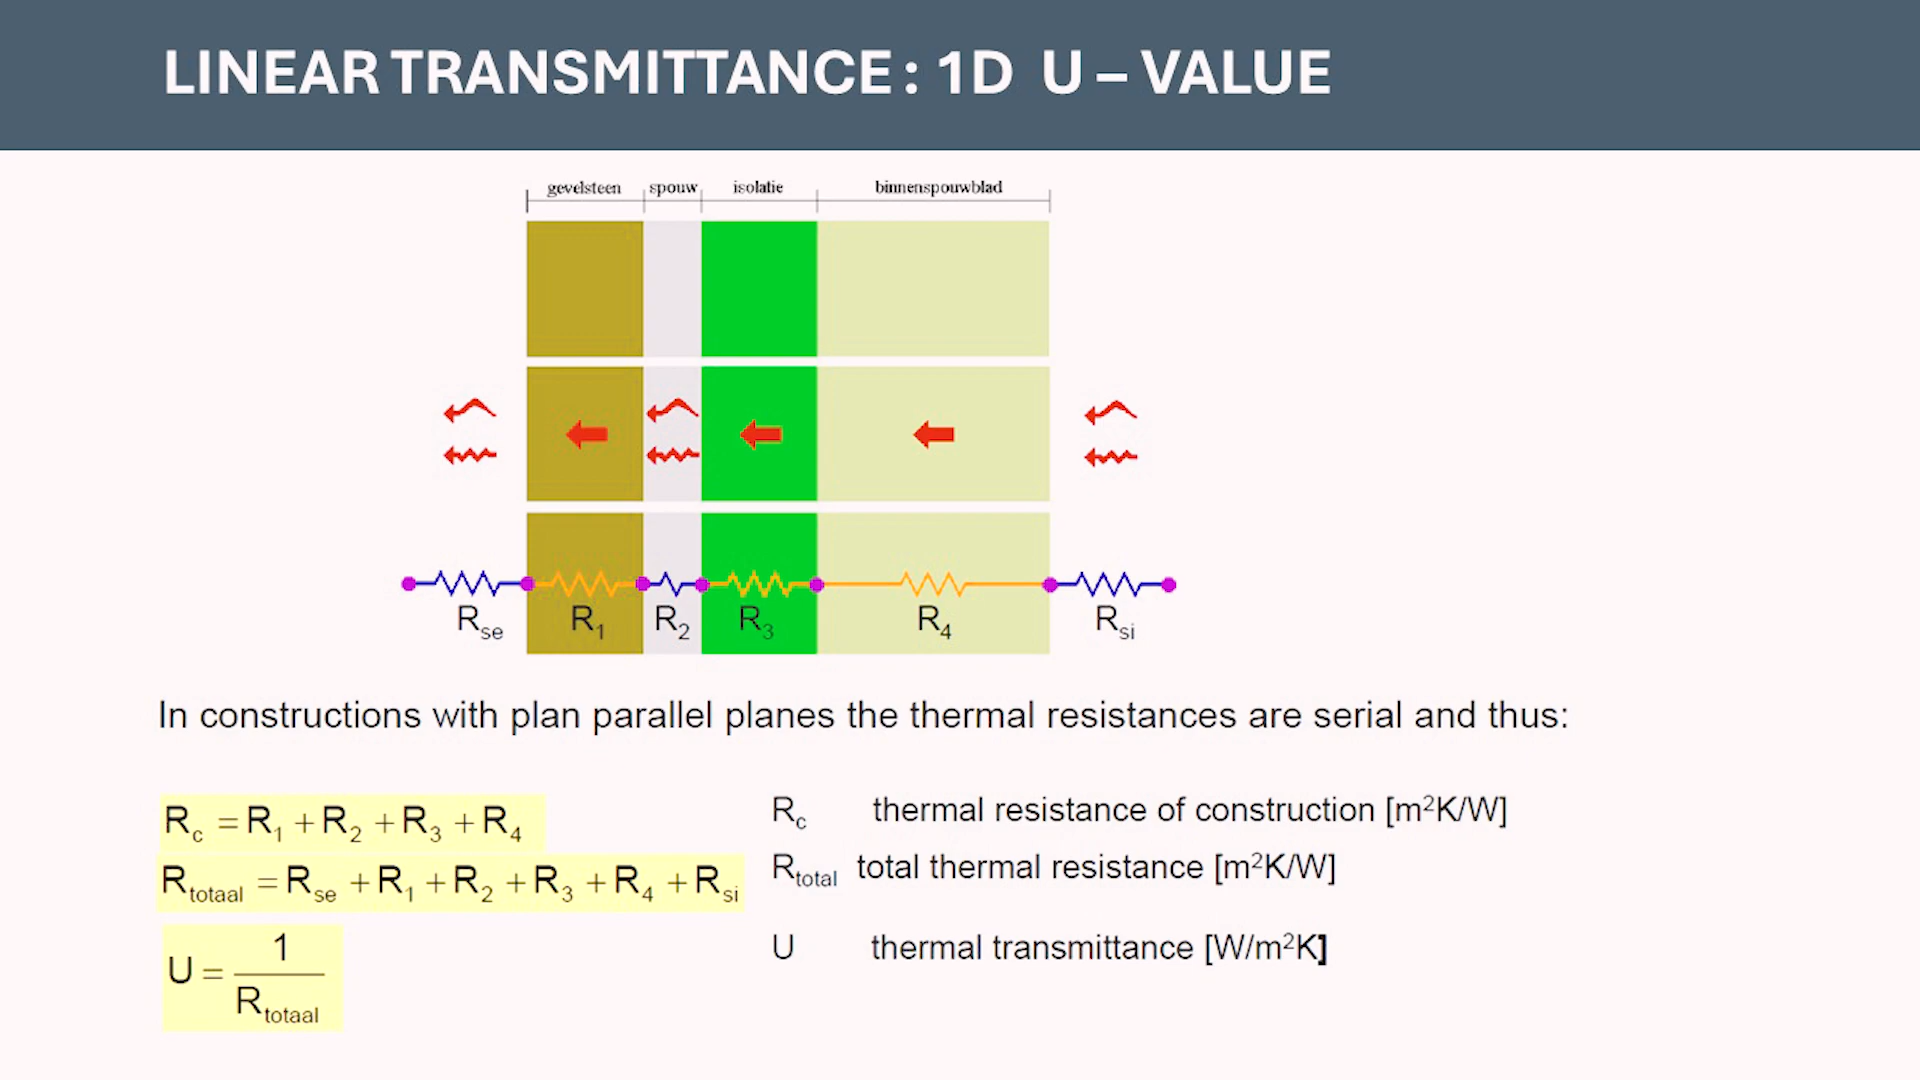 LINEAR TRANSMITTANCE : 1D U – VALUE
gevelsteen spouw isolatie binnenspouwblad
Rse R1 R2 R3 R4 Rsi
In constructions with plan parallel planes the thermal resistances are serial and thus:
Rc = R1 + R2 + R3 + R4
Rc thermal resistance of construction [m²K/W]
Rtotaal = Rse + R1 + R2 + R3 + R4 + Rsi
Rtotal total thermal resistance [m²K/W]
U = 1 / Rtotaal
U thermal transmittance [W/m²K]